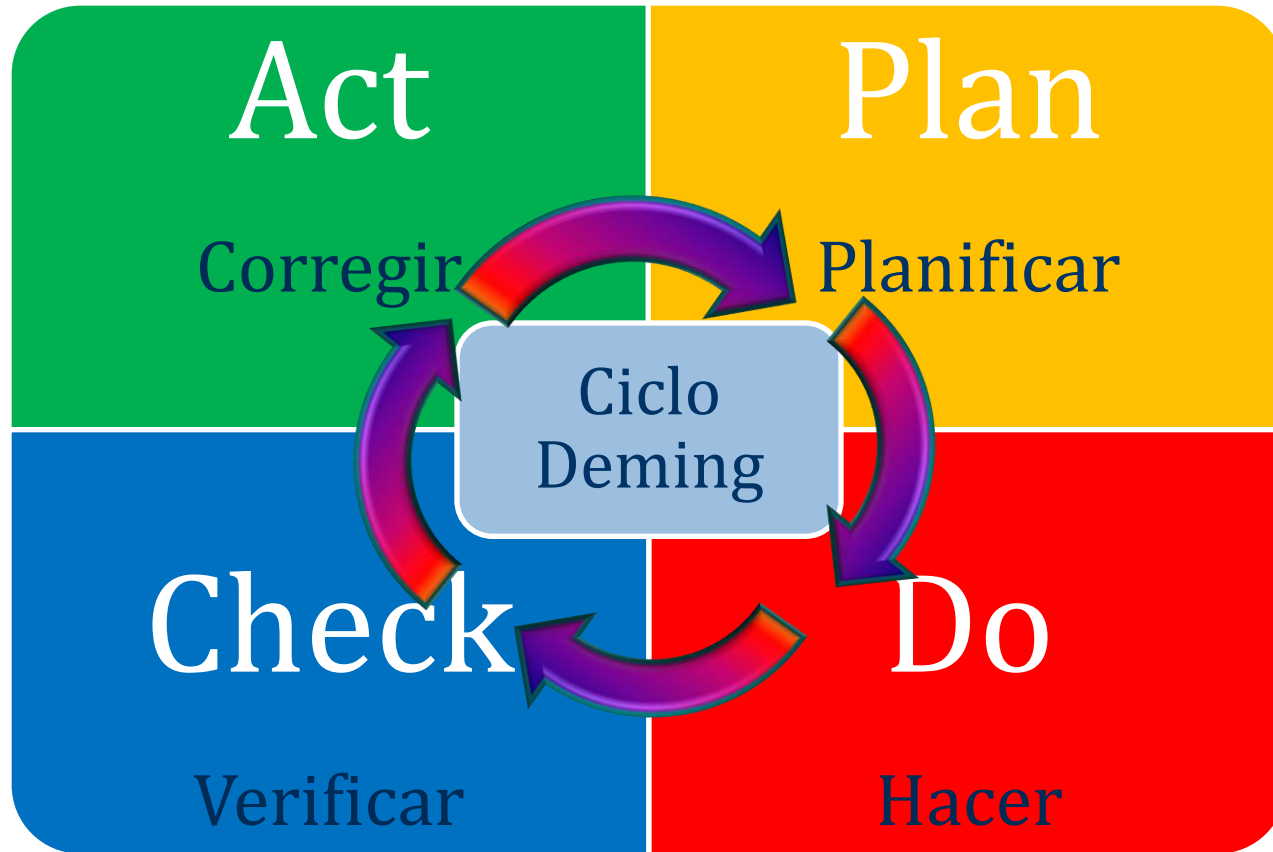 Act
Corregir
Plan
Planificar
Ciclo
Deming
Check
Verificar
Do
Hacer